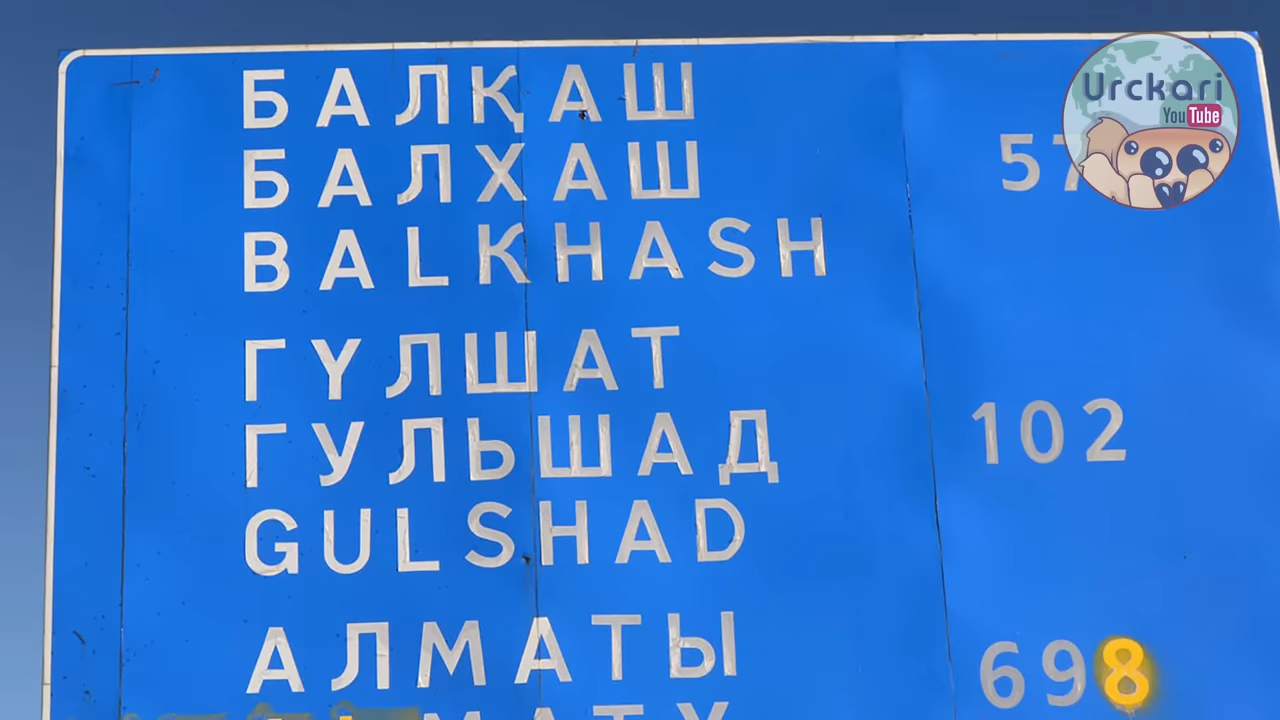 БАЛҚАШ
БАЛХАШ
BALKHASH
Urckari
YouTube
ГҮЛШАТ
ГУЛЬШАД 102
GULSHAD
АЛМАТЫ 698